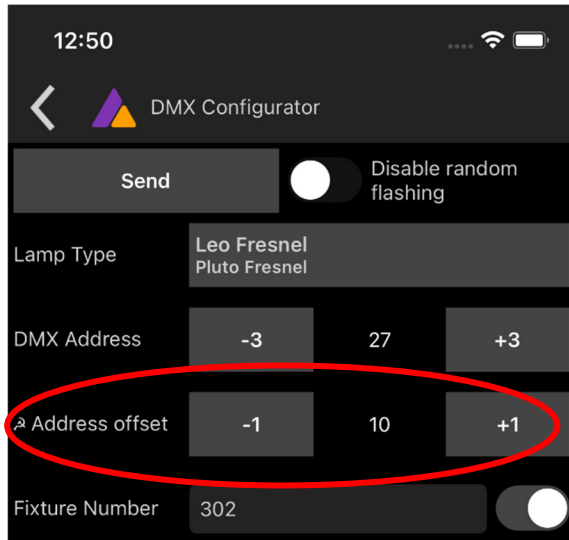 12:50
DMX Configurator
Send
Disable random
flashing
Lamp Type
Leo Fresnel
Pluto Fresnel
DMX Address
-3
27
+3
☭ Address offset
-1
10
+1
Fixture Number
302